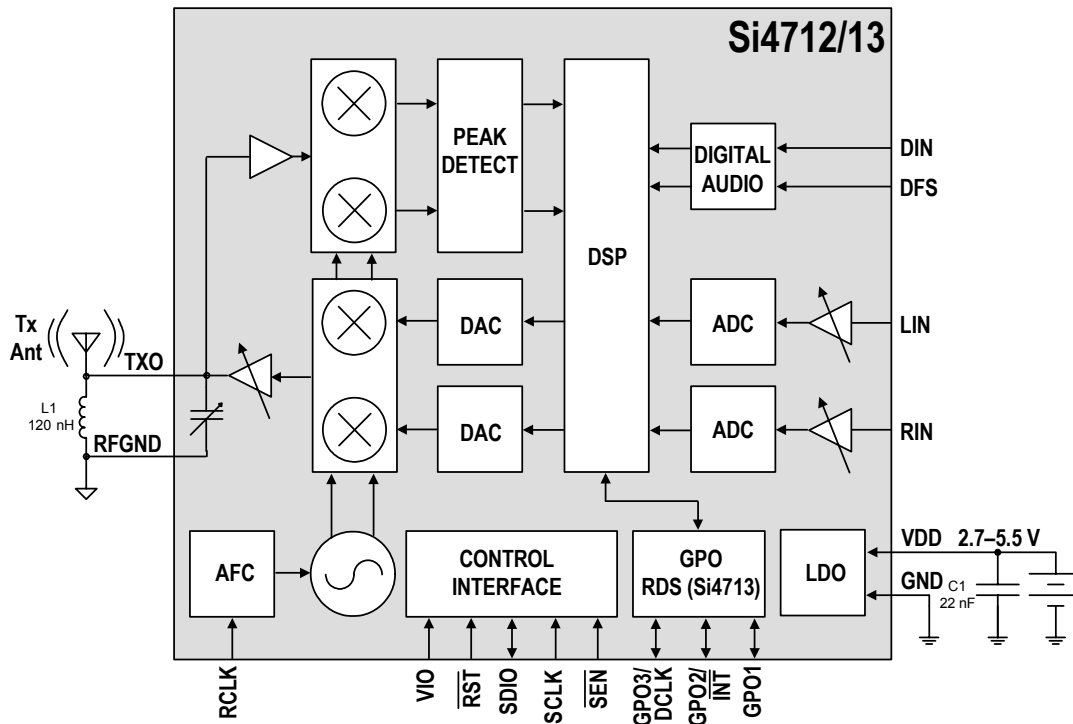 Si4712/13
PEAK
DETECT
DIGITAL
AUDIO
DIN
DFS
DSP
Tx
Ant
TXO
DAC
ADC
LIN
L1
120 nH
RFGND
DAC
ADC
RIN
AFC
CONTROL
INTERFACE
GPO
RDS (Si4713)
LDO
VDD 2.7–5.5 V
GND
C1
22 nF
RCLK
VIO
RST
SDIO
SCLK
SEN
GPO3/
DCLK
GPO2/
INT
GPO1